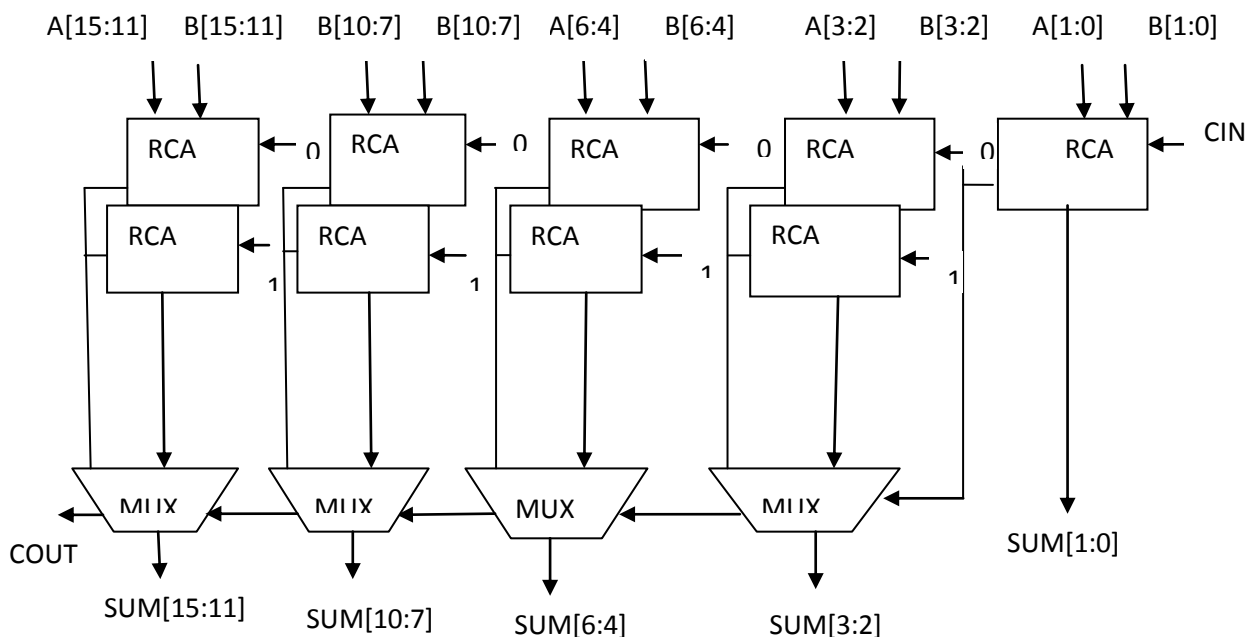 A[15:11] B[15:11] B[10:7] B[10:7] A[6:4] B[6:4] A[3:2] B[3:2] A[1:0] B[1:0]
RCA 0 RCA 0 RCA 0 RCA 0 RCA CIN
RCA 1 RCA 1 RCA 1 RCA 1
MUX MUX MUX MUX
COUT SUM[1:0]
SUM[15:11] SUM[10:7] SUM[6:4] SUM[3:2]